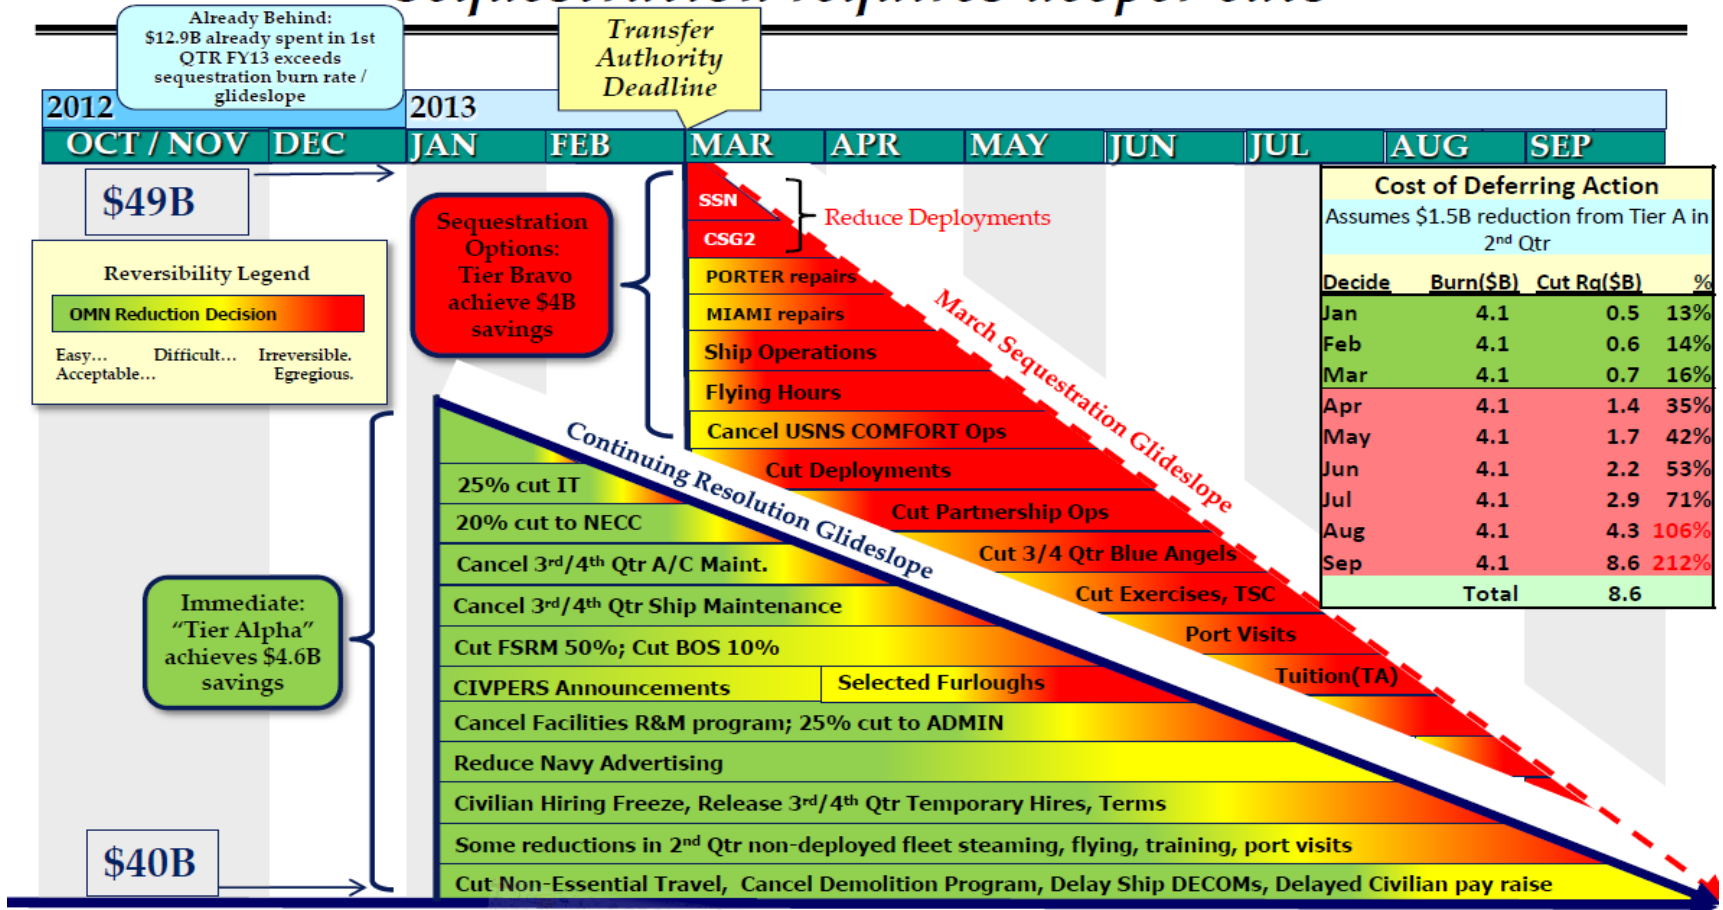 Sequestration requires deeper cuts
Already Behind:
$12.9B already spent in 1st
QTR FY13 exceeds
sequestration burn rate /
glideslope
Transfer
Authority
Deadline
2012
2013
OCT / NOV DEC JAN FEB MAR APR MAY JUN JUL AUG SEP
$49B
Reversibility Legend
OMN Reduction Decision
Easy... Difficult... Irreversible.
Acceptable... Egregious.
Sequestration
Options:
Tier Bravo
achieve $4B
savings
SSN
CSG2
Reduce Deployments
PORTER repairs
MIAMI repairs
Ship Operations
Flying Hours
Cancel USNS COMFORT Ops
Cut Deployments
Cut Partnership Ops
Cut 3/4 Qtr Blue Angels
Cut Exercises, TSC
Port Visits
Tuition(TA)
March Sequestration Glideslope
Continuing Resolution Glideslope
Cost of Deferring Action
Assumes $1.5B reduction from Tier A in
2nd Qtr
Decide Burn($B) Cut Rq($B) %
Jan 4.1 0.5 13%
Feb 4.1 0.6 14%
Mar 4.1 0.7 16%
Apr 4.1 1.4 35%
May 4.1 1.7 42%
Jun 4.1 2.2 53%
Jul 4.1 2.9 71%
Aug 4.1 4.3 106%
Sep 4.1 8.6 212%
Total 8.6
Immediate:
“Tier Alpha”
achieves $4.6B
savings
25% cut IT
20% cut to NECC
Cancel 3rd/4th Qtr A/C Maint.
Cancel 3rd/4th Qtr Ship Maintenance
Cut FSRM 50%; Cut BOS 10%
CIVPERS Announcements
Selected Furloughs
Cancel Facilities R&M program; 25% cut to ADMIN
Reduce Navy Advertising
Civilian Hiring Freeze, Release 3rd/4th Qtr Temporary Hires, Terms
Some reductions in 2nd Qtr non-deployed fleet steaming, flying, training, port visits
Cut Non-Essential Travel, Cancel Demolition Program, Delay Ship DECOMs, Delayed Civilian pay raise
$40B